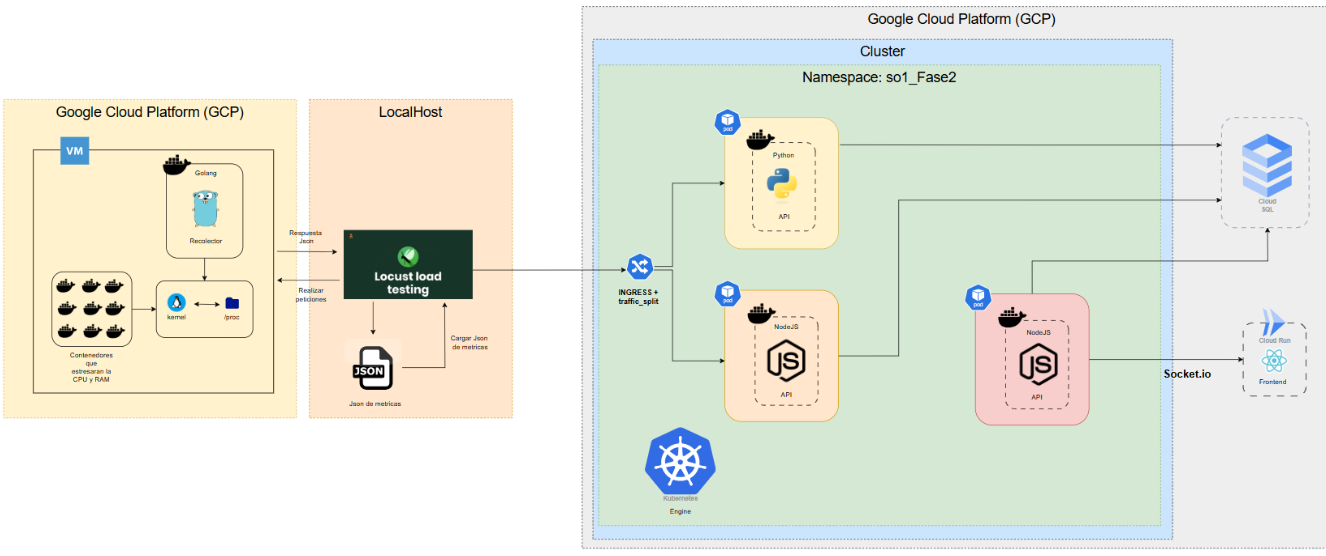 Google Cloud Platform (GCP)
VM
Golang
Recolector
kernel
/proc
Contenedores
que
estresaran la
CPU y RAM
Respuesta
Json
Realizar
peticiones
LocalHost
Locust load
testing
JSON
Json de metricas
Cargar Json
de metricas
Google Cloud Platform (GCP)
Cluster
Namespace: so1_Fase2
INGRESS +
traffic_split
pod
Python
API
pod
NodeJS
JS
API
pod
NodeJS
JS
API
Kubernetes
Engine
Cloud
SQL
Socket.io
Cloud Run
Frontend